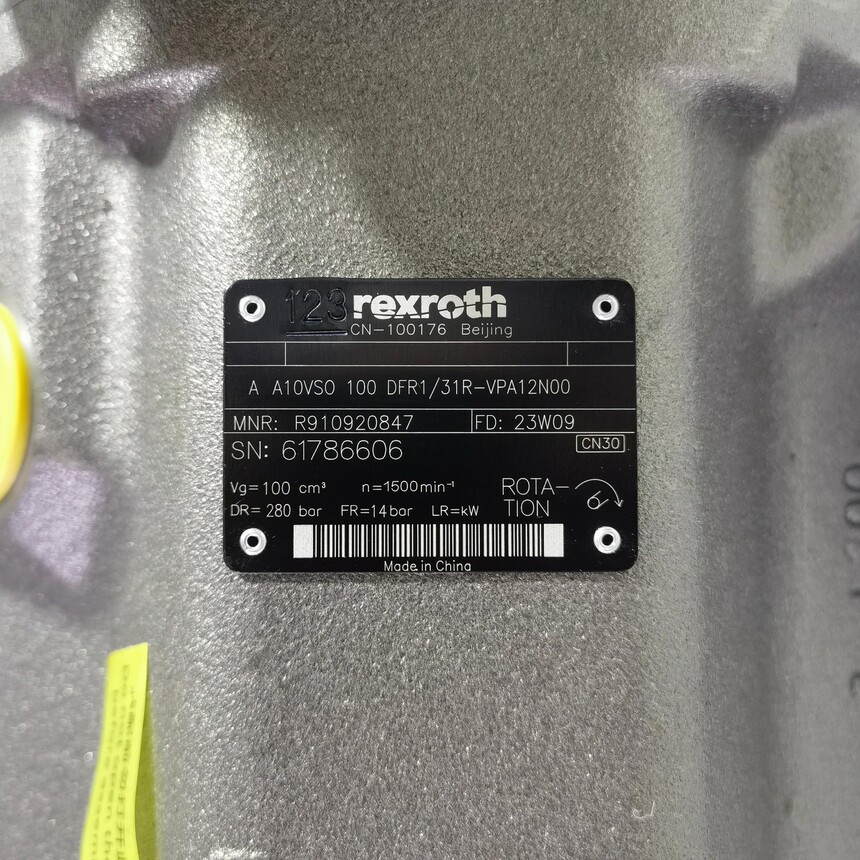 123 rexroth
CN-100176 Beijing
A A10VSO 100 DFR1/31R-VPA12N00
MNR: R910920847 FD: 23W09
SN: 61786606 CN30
Vg=100 cm³ n=1500min⁻¹ ROTA-
DR= 280 bar FR=14bar LR=kW TION
Made in China